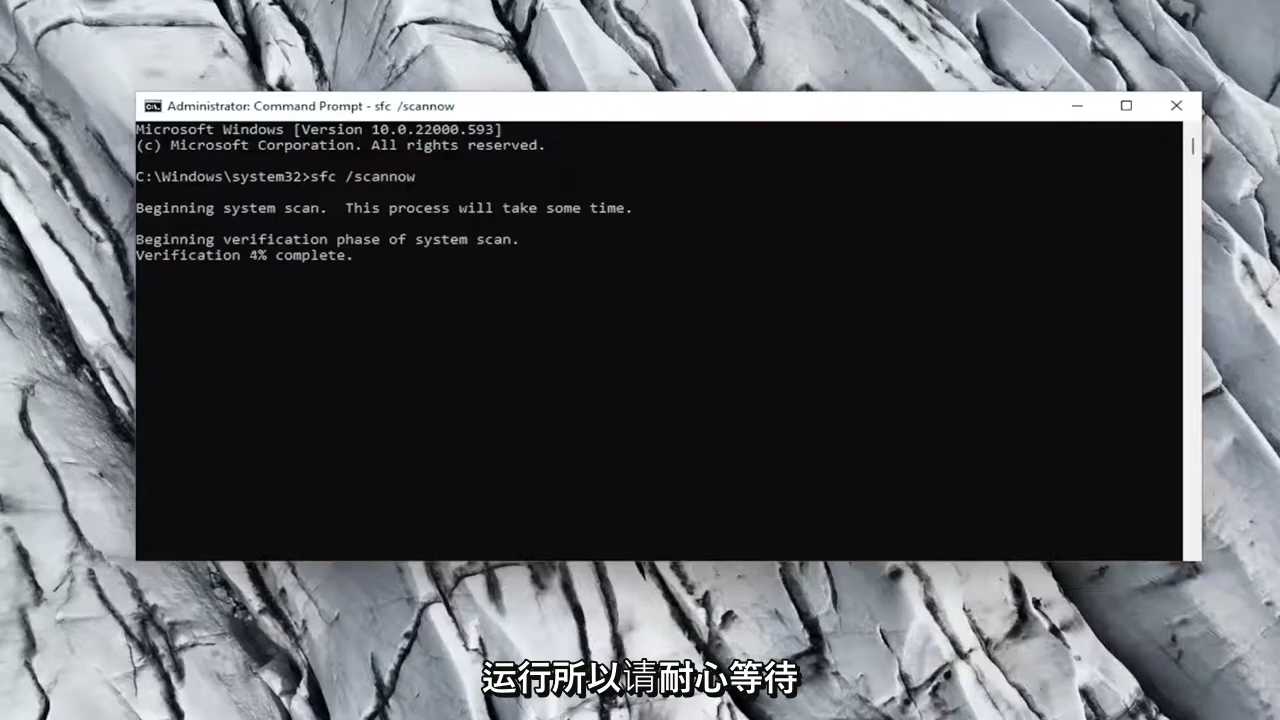 Administrator: Command Prompt - sfc  /scannow
Microsoft Windows [Version 10.0.22000.593]
(c) Microsoft Corporation. All rights reserved.
C:\Windows\system32>sfc /scannow
Beginning system scan.  This process will take some time.
Beginning verification phase of system scan.
Verification 4% complete.
运行所以请耐心等待